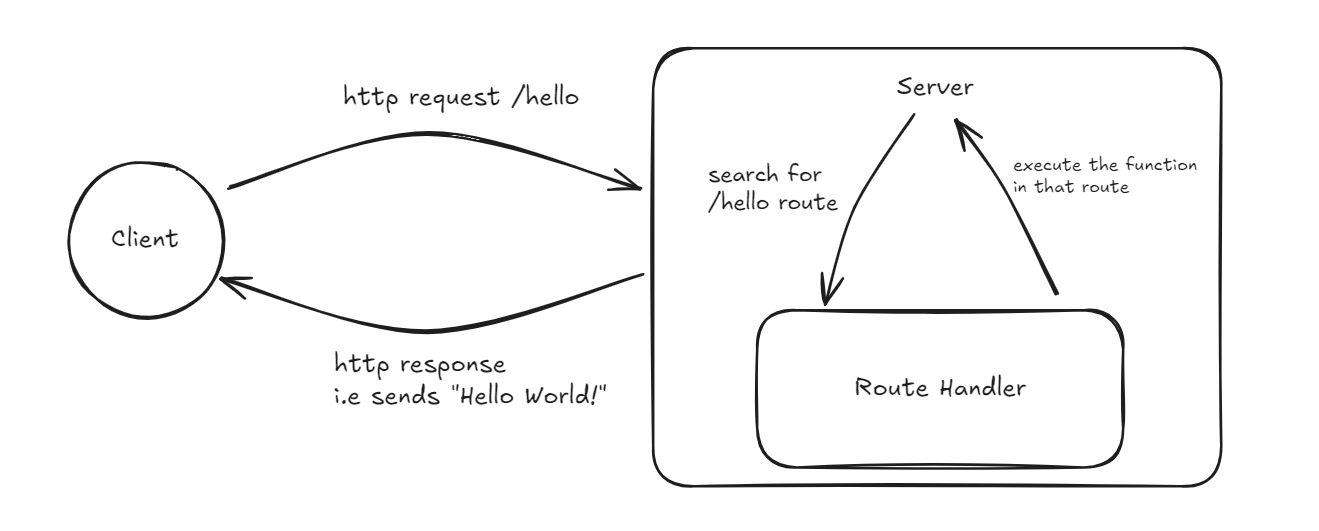 http request /hello
Server
search for
/hello route
execute the function
in that route
Client
http response
i.e sends "Hello World!"
Route Handler